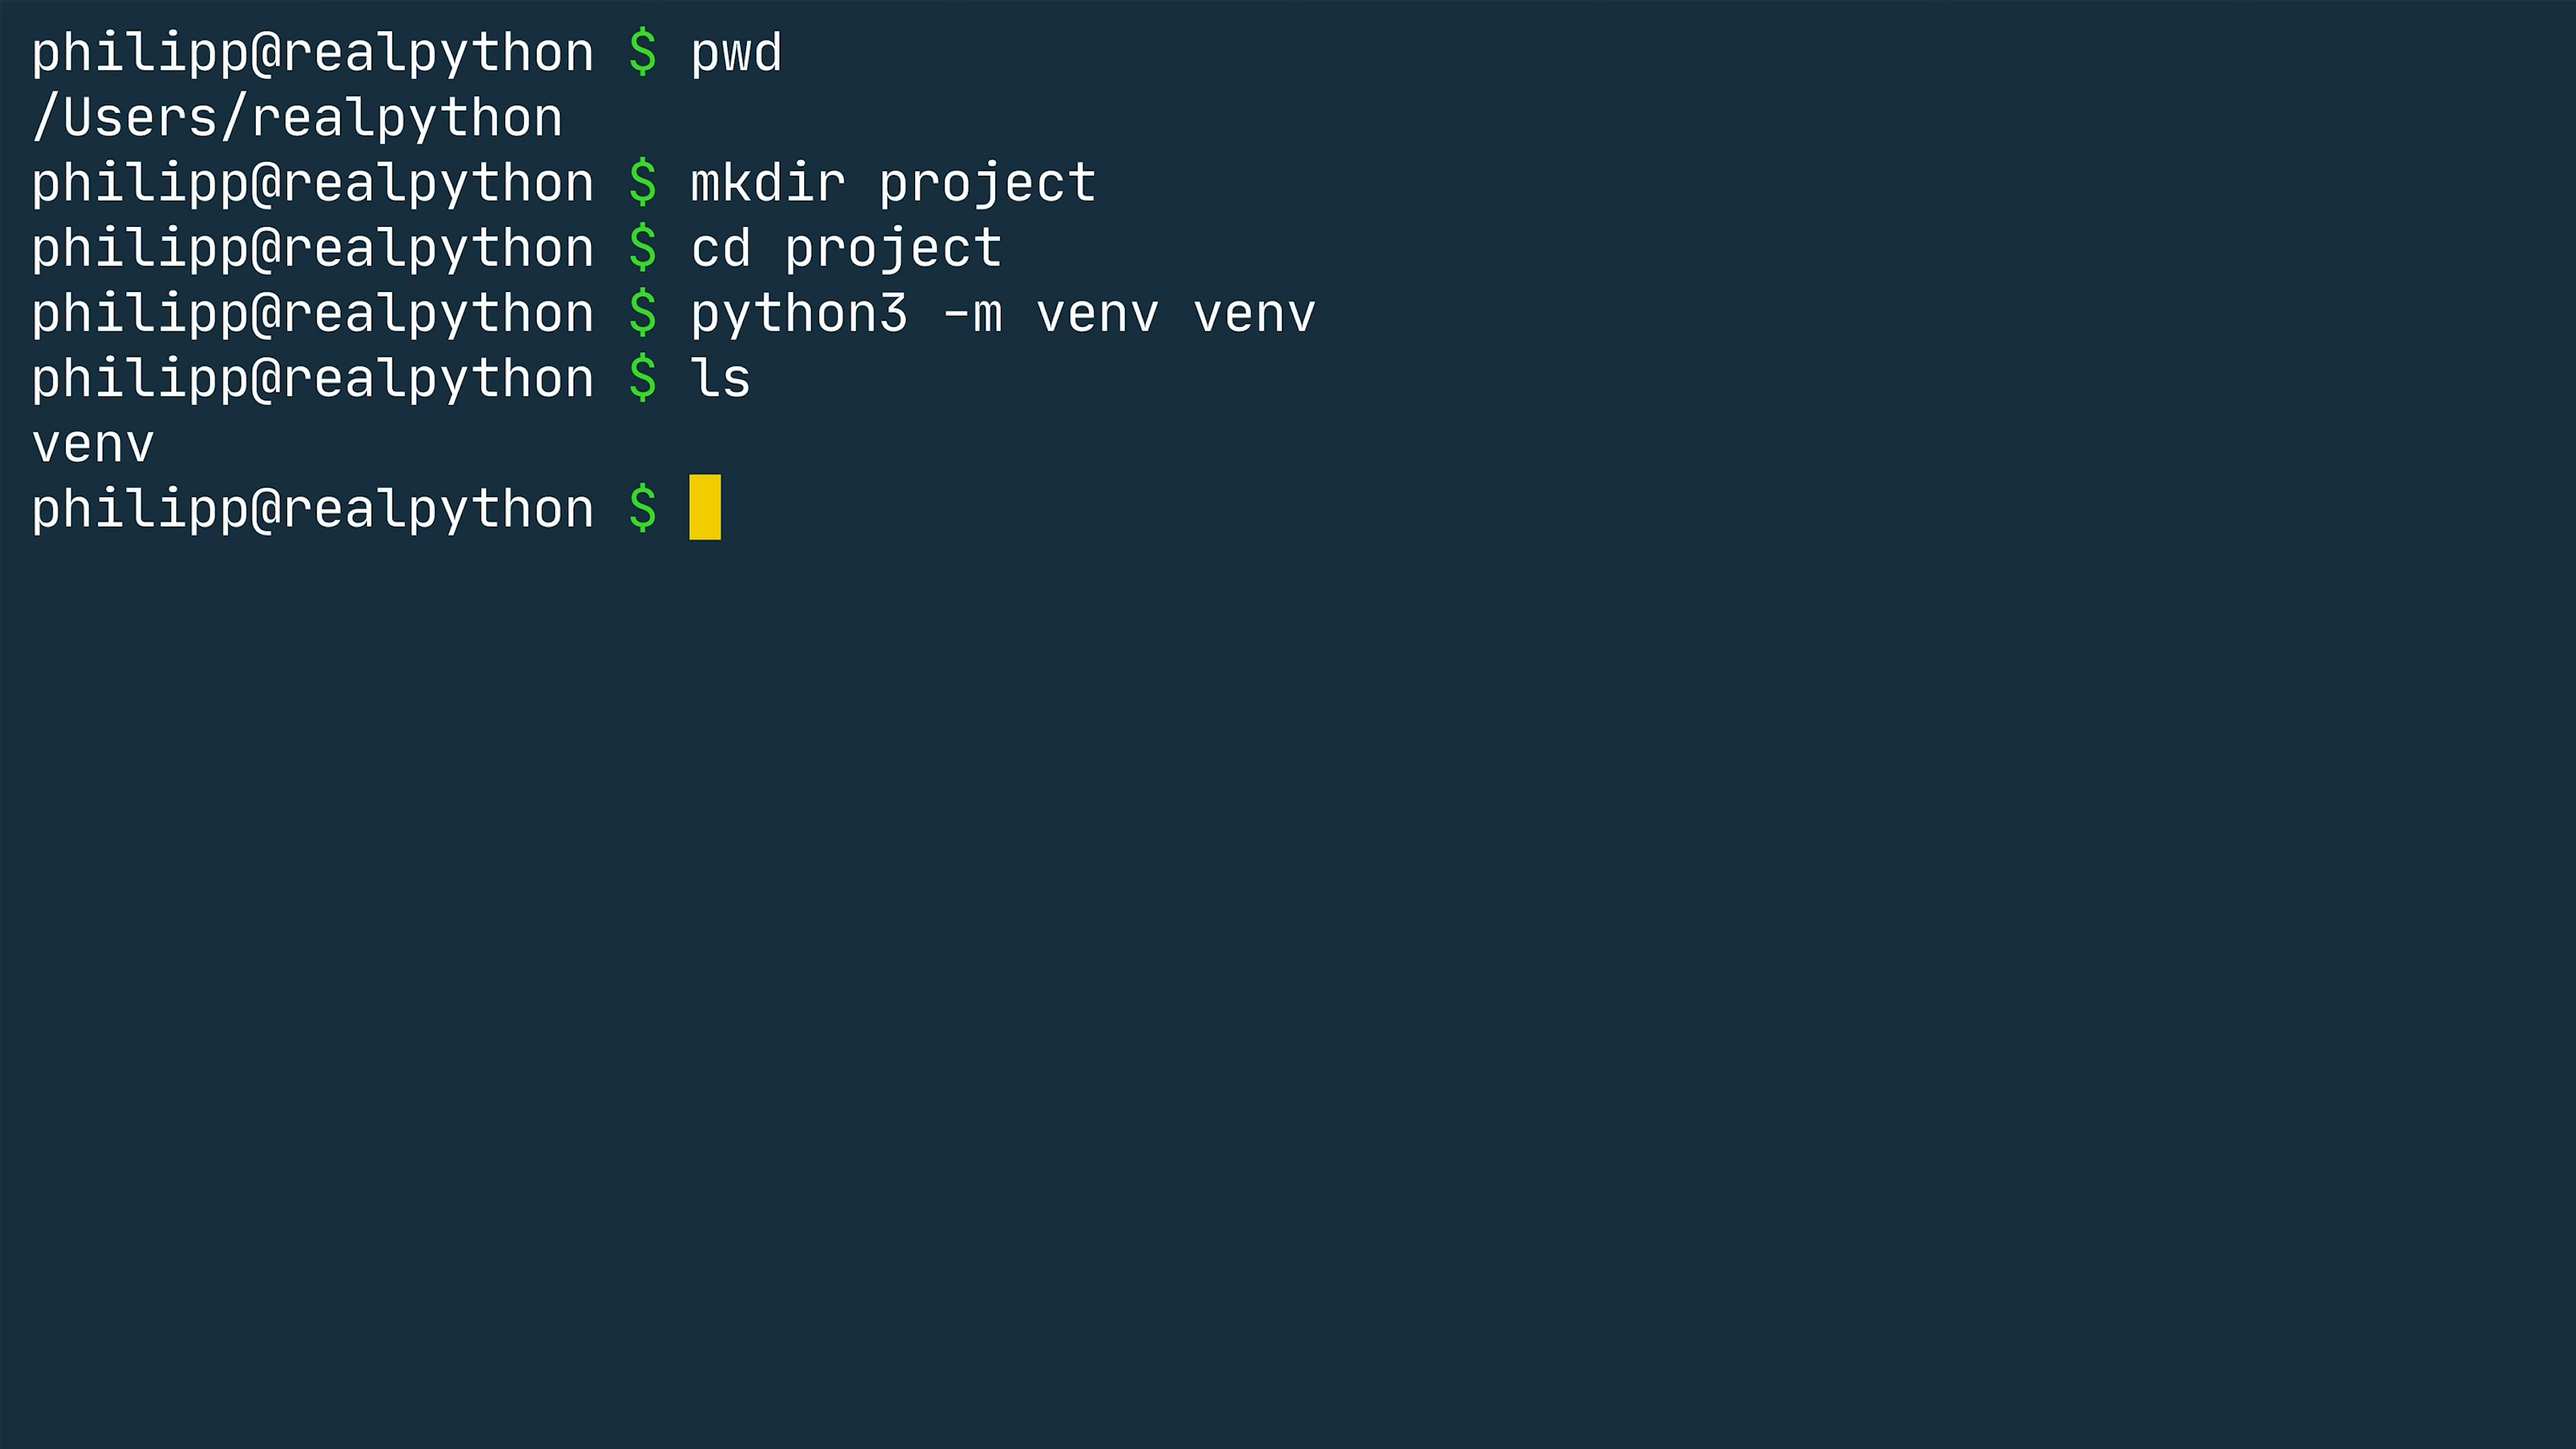 philipp@realpython $ pwd
/Users/realpython
philipp@realpython $ mkdir project
philipp@realpython $ cd project
philipp@realpython $ python3 -m venv venv
philipp@realpython $ ls
venv
philipp@realpython $